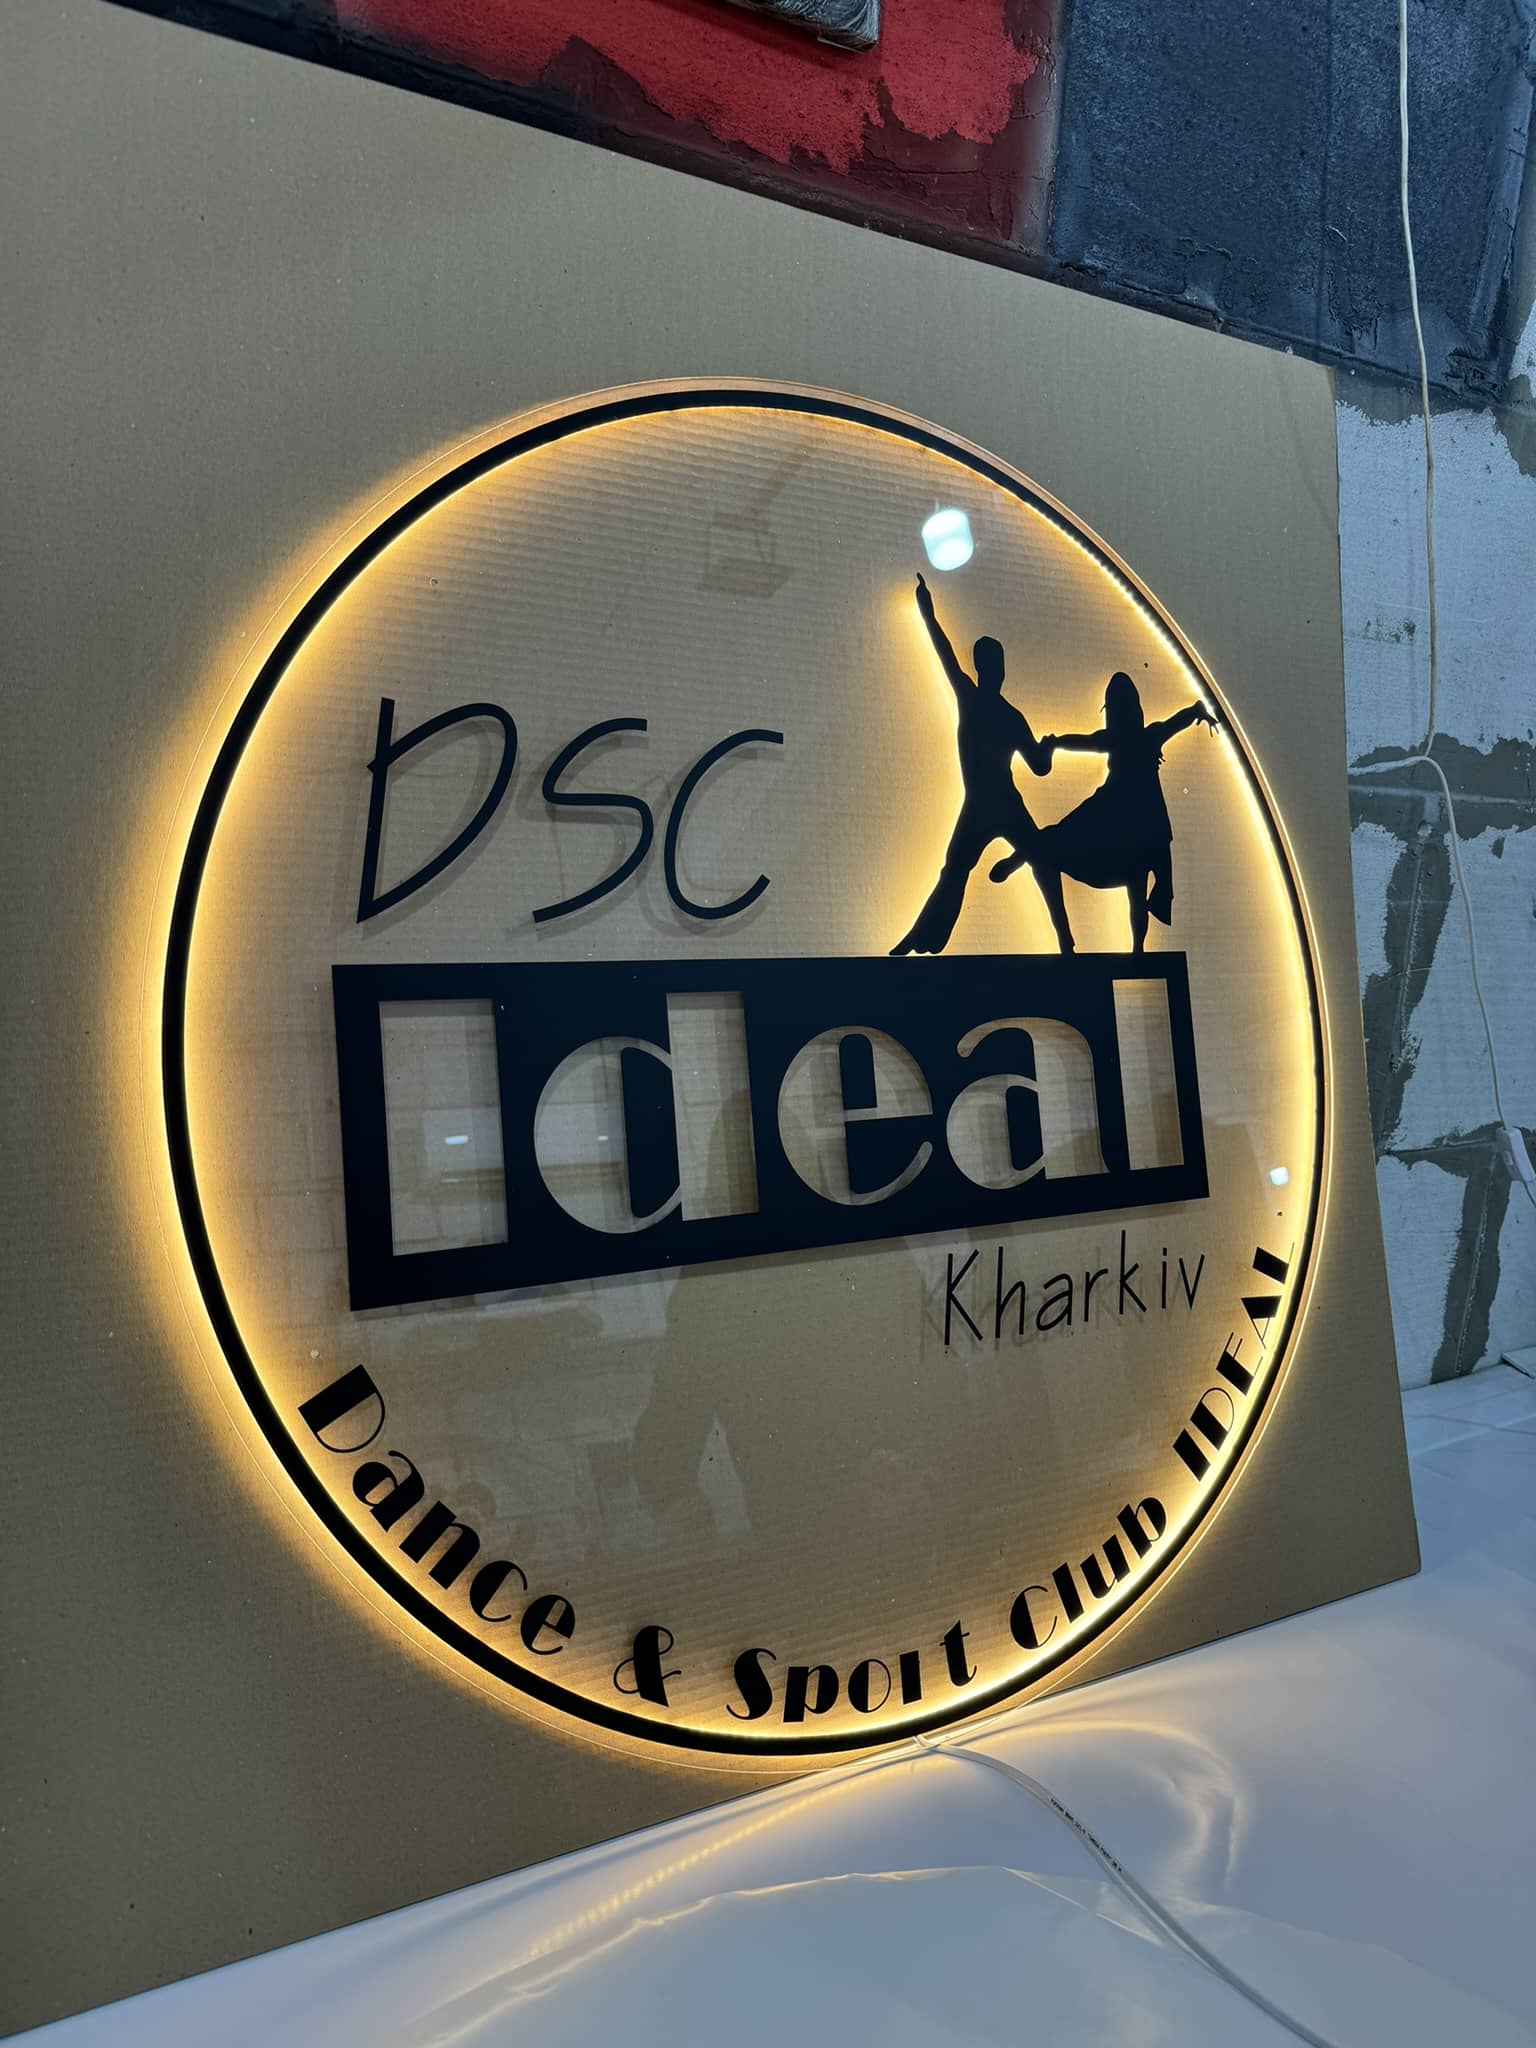 DSC
Ideal
Kharkiv
Dance & Sport Club IDEAL